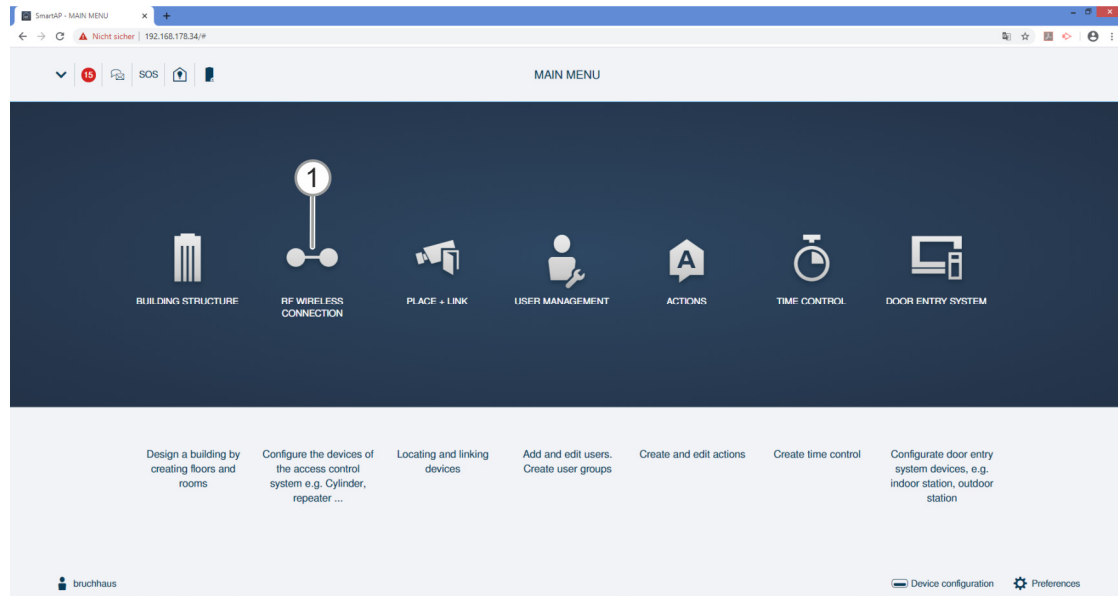 SmartAP - MAIN MENU
Nicht sicher | 192.168.178.34/#
15
SOS
MAIN MENU
1
BUILDING STRUCTURE
RF WIRELESS
CONNECTION
PLACE + LINK
USER MANAGEMENT
A
ACTIONS
TIME CONTROL
DOOR ENTRY SYSTEM
Design a building by
creating floors and
rooms
Configure the devices of
the access control
system e.g. Cylinder,
repeater ...
Locating and linking
devices
Add and edit users.
Create user groups
Create and edit actions
Create time control
Configurate door entry
system devices, e.g.
indoor station, outdoor
station
bruchhaus
Device configuration
Preferences